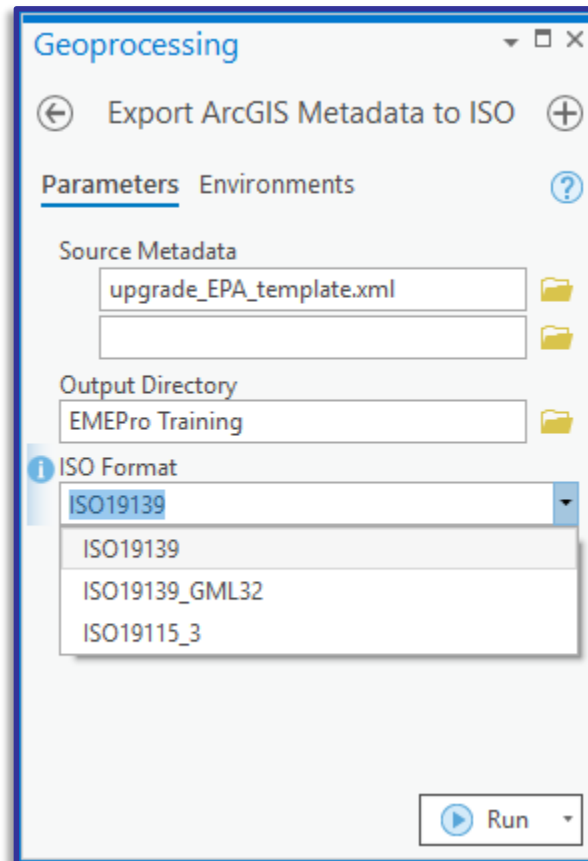 Geoprocessing
Export ArcGIS Metadata to ISO
Parameters Environments
Source Metadata
upgrade_EPA_template.xml
Output Directory
EMEPro Training
ISO Format
ISO19139
ISO19139
ISO19139_GML32
ISO19115_3
Run